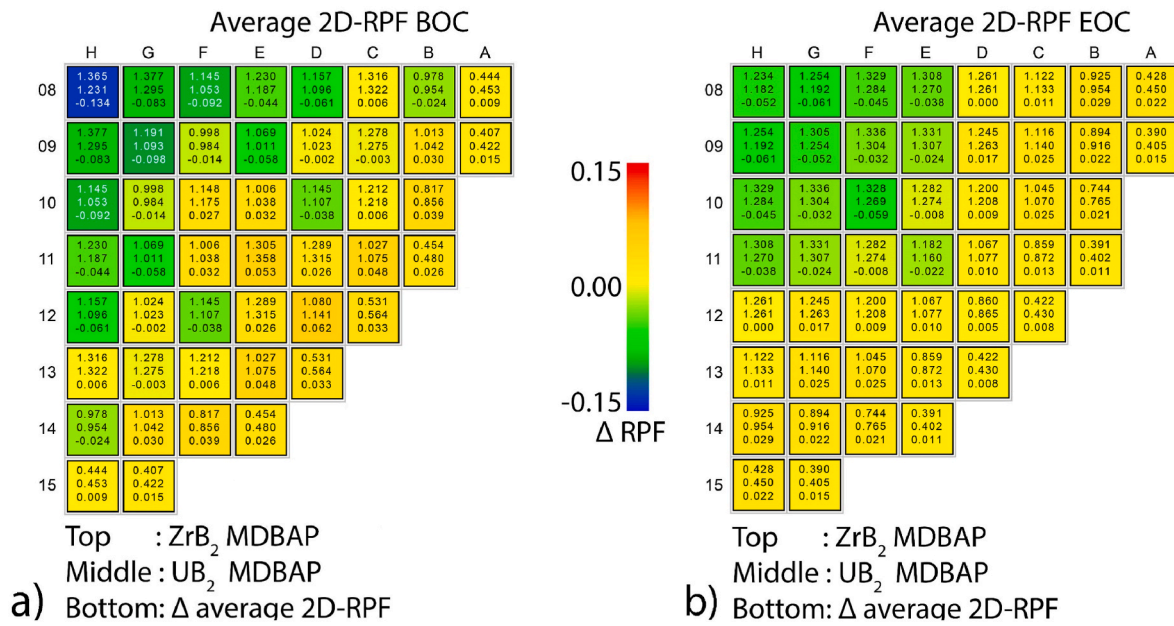 Average 2D-RPF BOC
H G F E D C B A
08
1.365 1.377 1.145 1.230 1.157 1.316 0.978 0.444
1.231 1.295 1.053 1.187 1.096 1.322 0.954 0.453
-0.134 -0.083 -0.092 -0.044 -0.061 0.006 -0.024 0.009
09
1.377 1.191 0.998 1.069 1.024 1.278 1.013 0.407
1.295 1.093 0.984 1.011 1.023 1.275 1.042 0.422
-0.083 -0.098 -0.014 -0.058 -0.002 -0.003 0.030 0.015
10
1.145 0.998 1.148 1.006 1.145 1.212 0.817
1.053 0.984 1.175 1.038 1.107 1.218 0.856
-0.092 -0.014 0.027 0.032 -0.038 0.006 0.039
11
1.230 1.069 1.006 1.305 1.289 1.027 0.454
1.187 1.011 1.038 1.358 1.315 1.075 0.480
-0.044 -0.058 0.032 0.053 0.026 0.048 0.026
12
1.157 1.024 1.145 1.289 1.080 0.531
1.096 1.023 1.107 1.315 1.141 0.564
-0.061 -0.002 -0.038 0.026 0.062 0.033
13
1.316 1.278 1.212 1.027 0.531
1.322 1.275 1.218 1.075 0.564
0.006 -0.003 0.006 0.048 0.033
14
0.978 1.013 0.817 0.454
0.954 1.042 0.856 0.480
-0.024 0.030 0.039 0.026
15
0.444 0.407
0.453 0.422
0.009 0.015
Top : ZrB₂ MDBAP
Middle : UB₂ MDBAP
a) Bottom: Δ average 2D-RPF
0.15
0.00
-0.15
Δ RPF
Average 2D-RPF EOC
H G F E D C B A
08
1.234 1.254 1.329 1.308 1.261 1.122 0.925 0.428
1.182 1.192 1.284 1.270 1.261 1.133 0.954 0.450
-0.052 -0.061 -0.045 -0.038 0.000 0.011 0.029 0.022
09
1.254 1.305 1.336 1.331 1.245 1.116 0.894 0.390
1.192 1.254 1.304 1.307 1.263 1.140 0.916 0.405
-0.061 -0.052 -0.032 -0.024 0.017 0.025 0.022 0.015
10
1.329 1.336 1.328 1.282 1.200 1.045 0.744
1.284 1.304 1.269 1.274 1.208 1.070 0.765
-0.045 -0.032 -0.059 -0.008 0.009 0.025 0.021
11
1.308 1.331 1.282 1.182 1.067 0.859 0.391
1.270 1.307 1.274 1.160 1.077 0.872 0.402
-0.038 -0.024 -0.008 -0.022 0.010 0.013 0.011
12
1.261 1.245 1.200 1.067 0.860 0.422
1.261 1.263 1.208 1.077 0.865 0.430
0.000 0.017 0.009 0.010 0.005 0.008
13
1.122 1.116 1.045 0.859 0.422
1.133 1.140 1.070 0.872 0.430
0.011 0.025 0.025 0.013 0.008
14
0.925 0.894 0.744 0.391
0.954 0.916 0.765 0.402
0.029 0.022 0.021 0.011
15
0.428 0.390
0.450 0.405
0.022 0.015
Top : ZrB₂ MDBAP
Middle : UB₂ MDBAP
b) Bottom: Δ average 2D-RPF